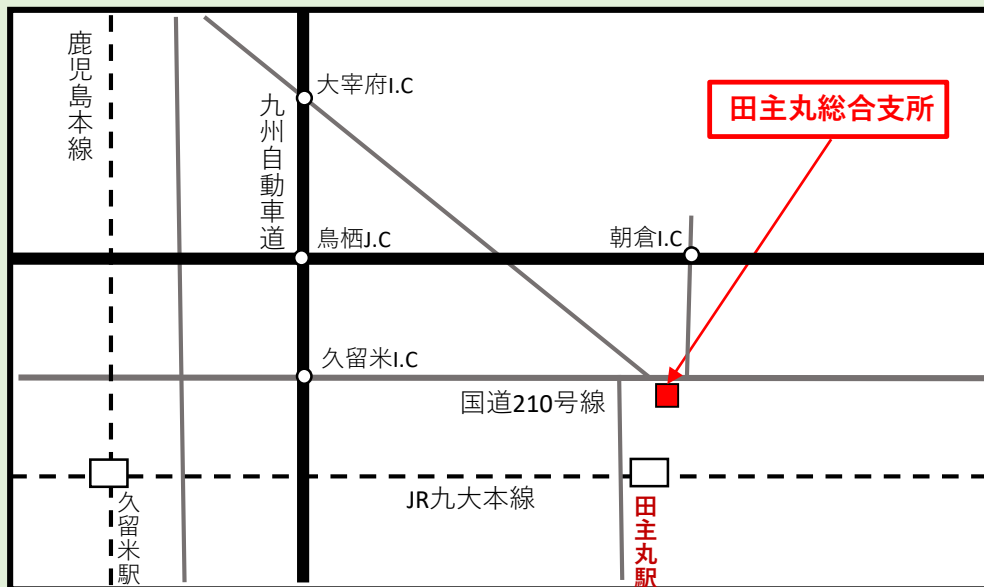 鹿児島本線
大宰府I.C
九州自動車道
田主丸総合支所
鳥栖J.C
朝倉I.C
久留米I.C
国道210号線
JR九大本線
久留米駅
田主丸駅